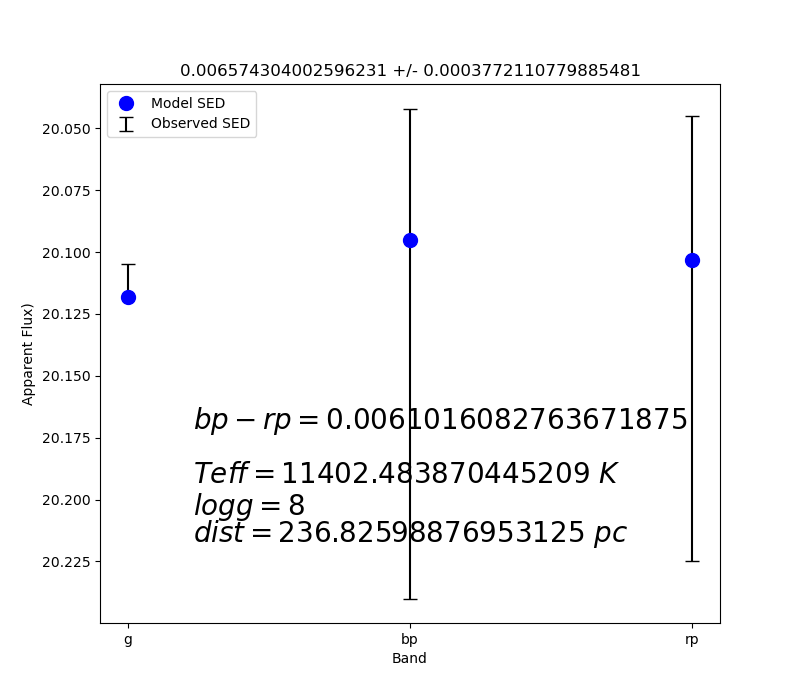 0.006574304002596231 +/- 0.0003772110779885481
Model SED
Observed SED
20.050
20.075
20.100
20.125
20.150
20.175
20.200
20.225
Apparent Flux)
bp − rp = 0.0061016082763671875
Teff = 11402.483870445209 K
logg = 8
dist = 236.82598876953125 pc
g
bp
rp
Band